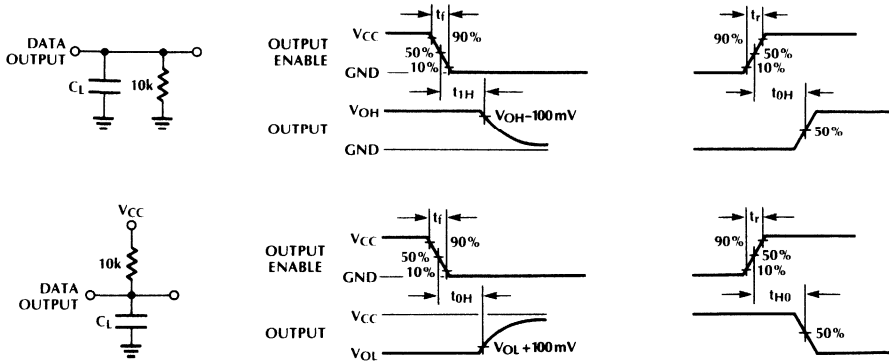 DATA
OUTPUT
CL
10k
OUTPUT
ENABLE
VCC
GND
tf
90%
50%
10%
t1H
OUTPUT
VOH
GND
VOH−100mV
tr
90%
50%
10%
t0H
50%
VCC
10k
DATA
OUTPUT
CL
OUTPUT
ENABLE
VCC
GND
tf
90%
50%
10%
t0H
OUTPUT
VCC
VOL
VOL+100mV
tr
90%
50%
10%
tH0
50%